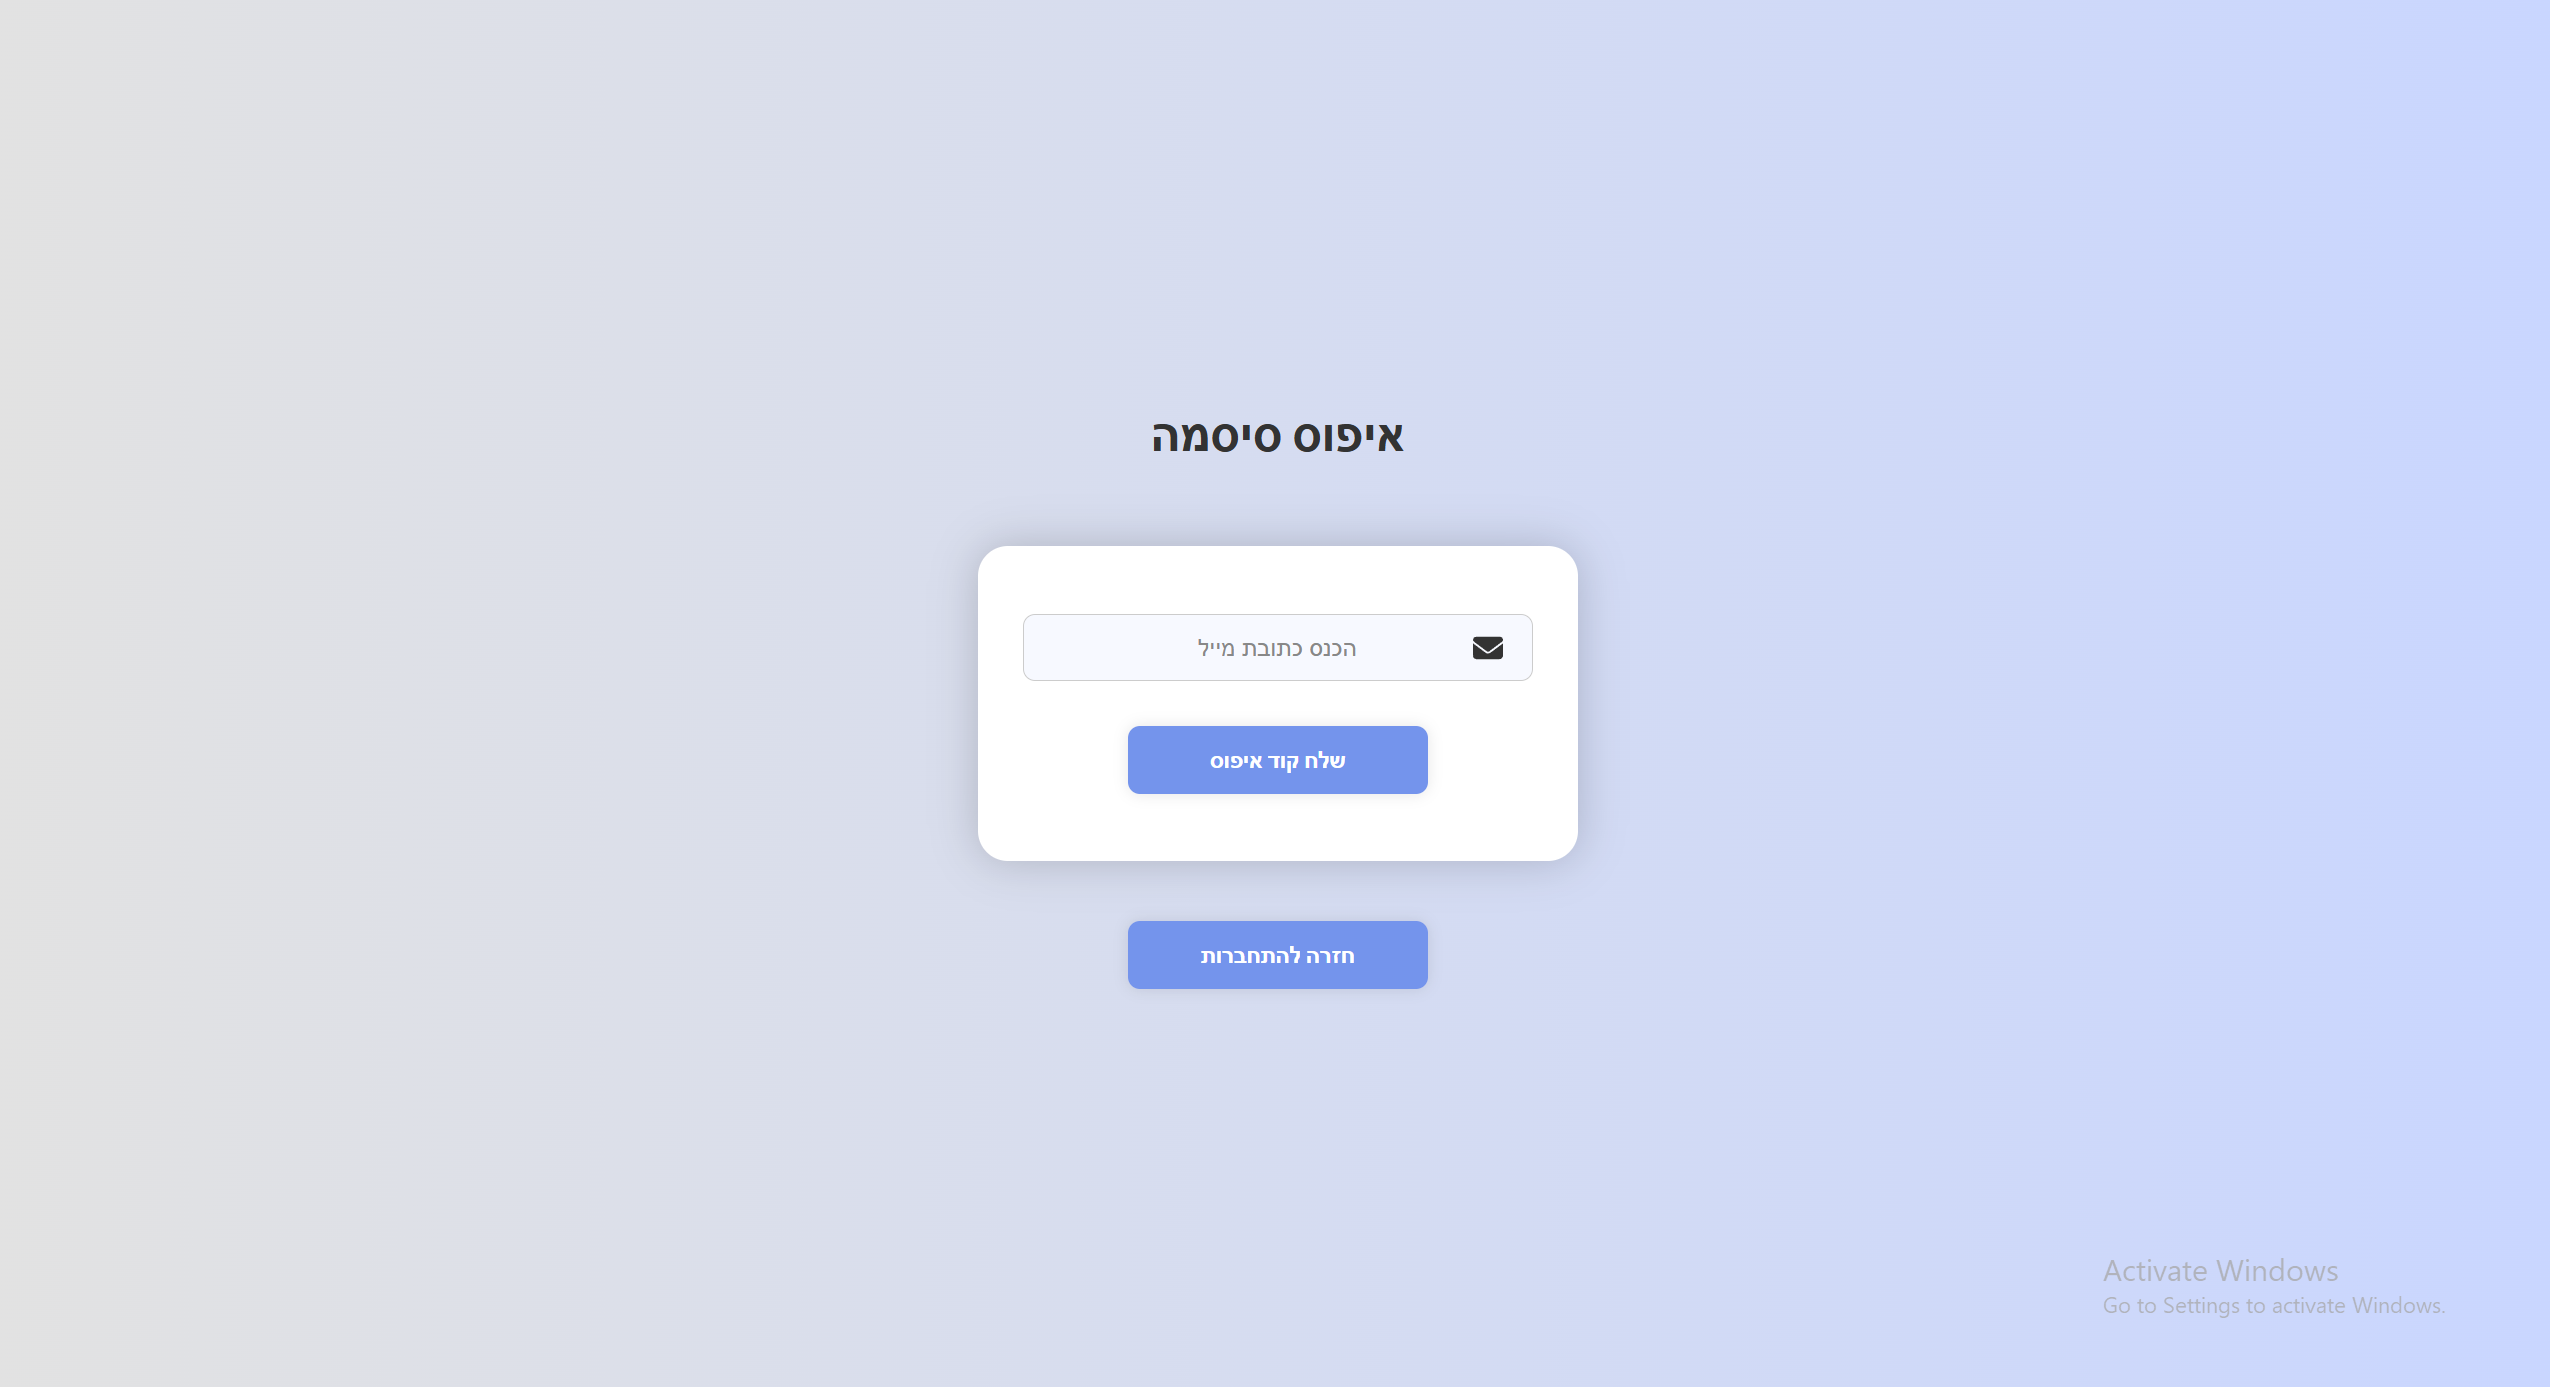 איפוס סיסמה
הכנס כתובת מייל
שלח קוד איפוס
חזרה להתחברות
Activate Windows
Go to Settings to activate Windows.